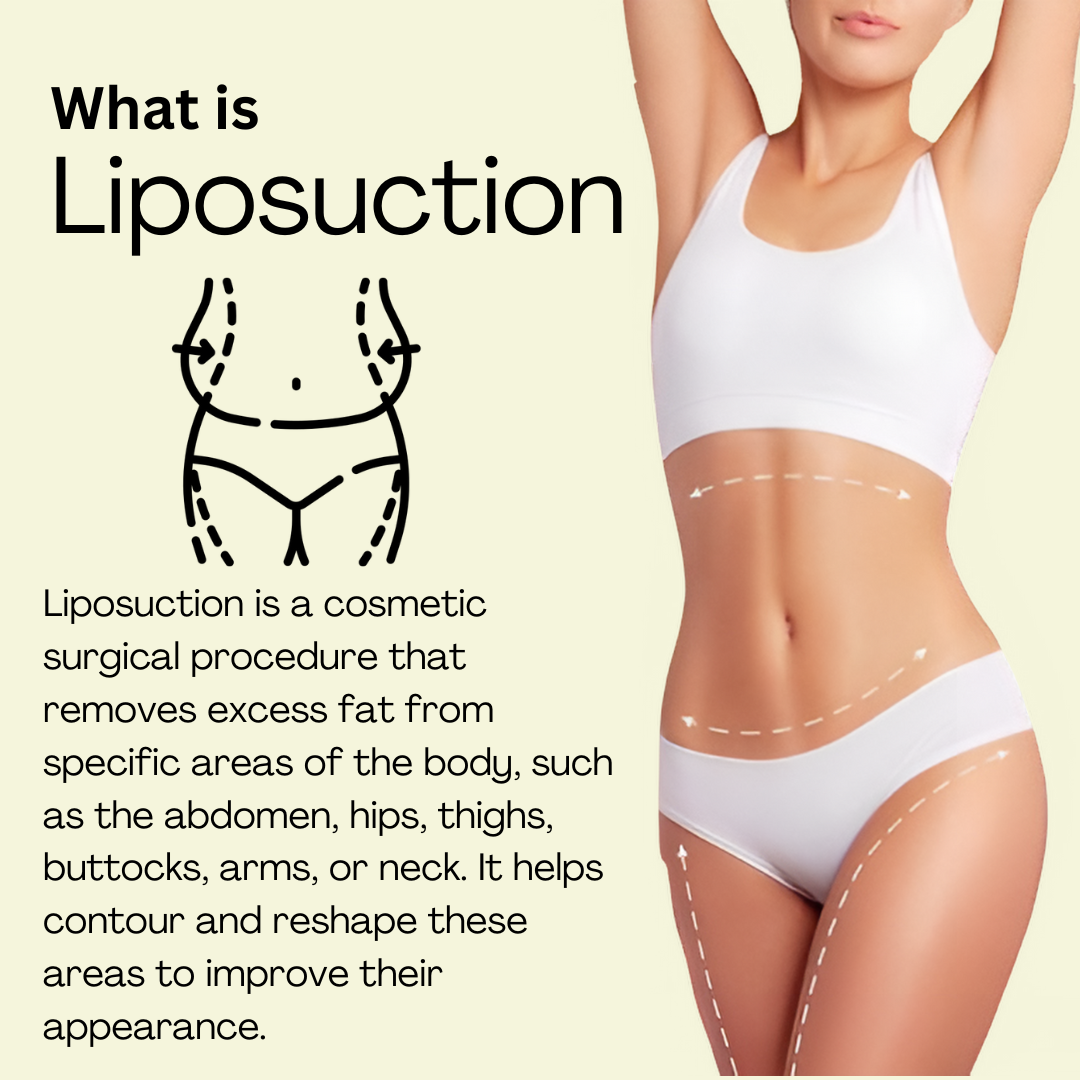 What is
Liposuction
Liposuction is a cosmetic
surgical procedure that
removes excess fat from
specific areas of the body, such
as the abdomen, hips, thighs,
buttocks, arms, or neck. It helps
contour and reshape these
areas to improve their
appearance.